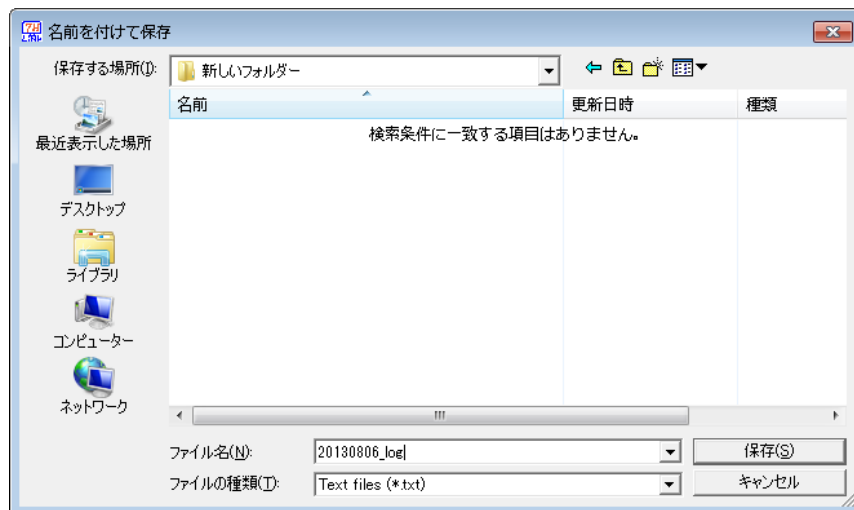 名前を付けて保存
保存する場所(I):
新しいフォルダー
名前
更新日時
種類
検索条件に一致する項目はありません。
最近表示した場所
デスクトップ
ライブラリ
コンピューター
ネットワーク
ファイル名(N):
20130806_log
保存(S)
ファイルの種類(T):
Text files (*.txt)
キャンセル